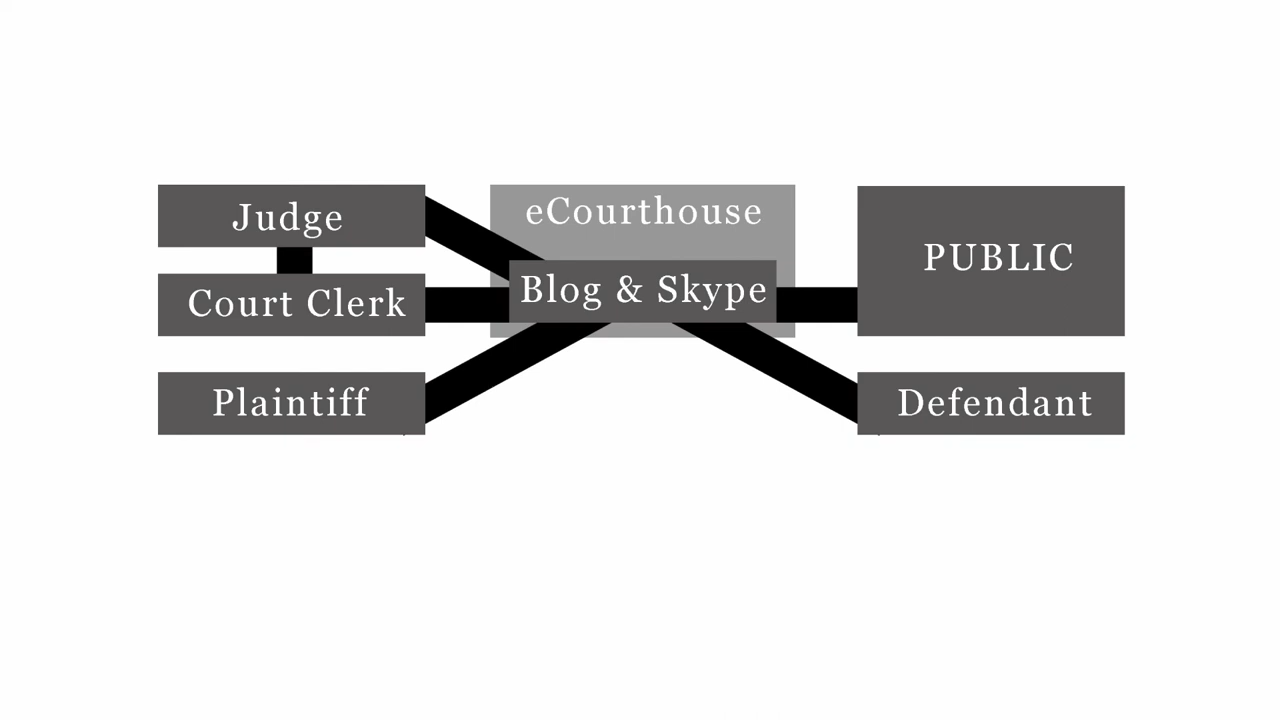 Judge
Court Clerk
Plaintiff
eCourthouse
Blog & Skype
PUBLIC
Defendant